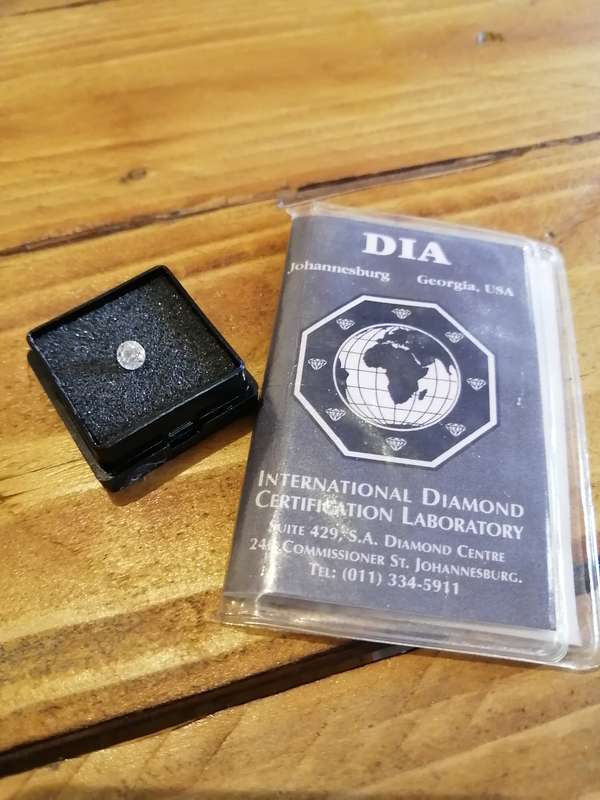 DIA
Johannesburg Georgia, USA
INTERNATIONAL DIAMOND
CERTIFICATION LABORATORY
SUITE 429, S.A. DIAMOND CENTRE
COMMISSIONER ST. JOHANNESBURG.
TEL: (011) 334-5911